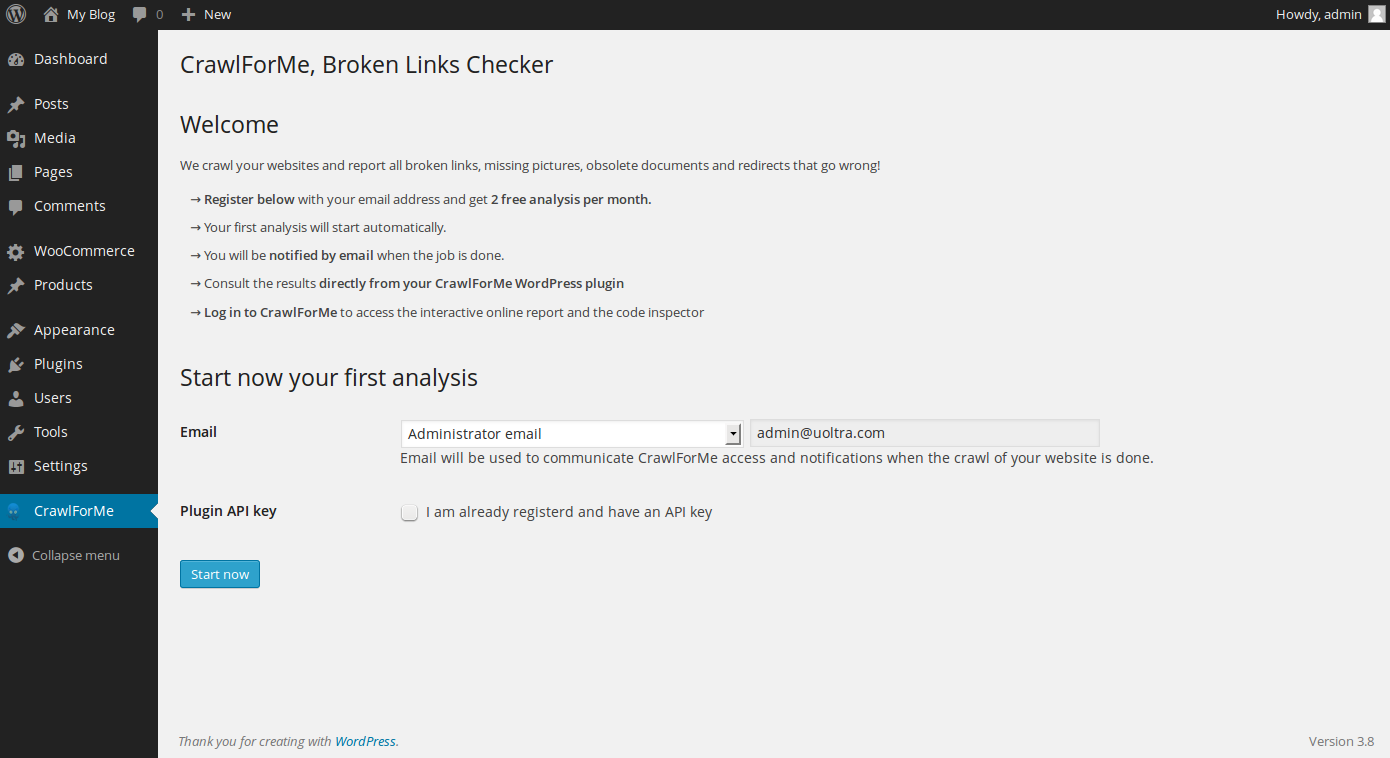 My Blog 0 New Howdy, admin
Dashboard
Posts
Media
Pages
Comments
WooCommerce
Products
Appearance
Plugins
Users
Tools
Settings
CrawlForMe
Collapse menu
CrawlForMe, Broken Links Checker
Welcome
We crawl your websites and report all broken links, missing pictures, obsolete documents and redirects that go wrong!
→ Register below with your email address and get 2 free analysis per month.
→ Your first analysis will start automatically.
→ You will be notified by email when the job is done.
→ Consult the results directly from your CrawlForMe WordPress plugin
→ Log in to CrawlForMe to access the interactive online report and the code inspector
Start now your first analysis
Email Administrator email admin@uoltra.com
Email will be used to communicate CrawlForMe access and notifications when the crawl of your website is done.
Plugin API key I am already registerd and have an API key
Start now
Thank you for creating with WordPress. Version 3.8